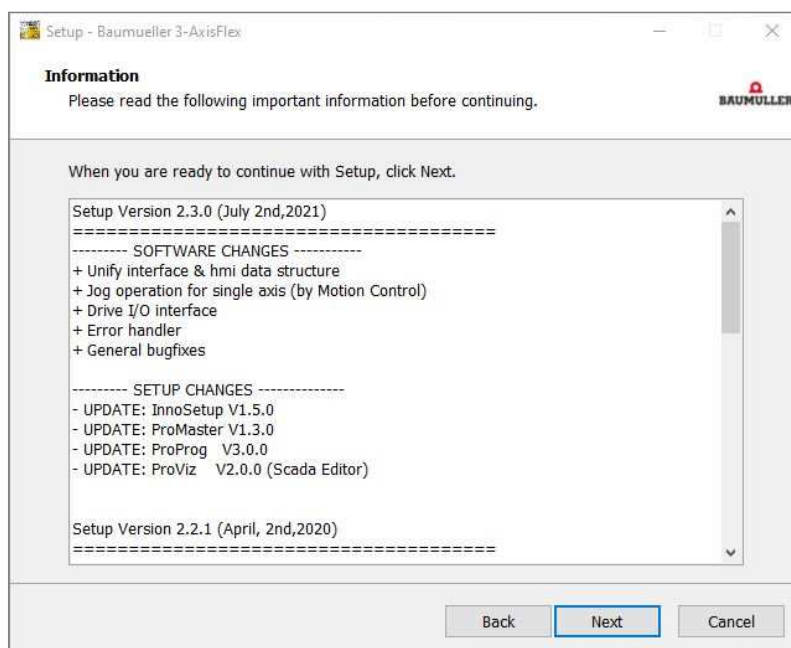 Setup - Baumueller 3-AxisFlex
Information
Please read the following important information before continuing.
BAUMÜLLER
When you are ready to continue with Setup, click Next.
Setup Version 2.3.0 (July 2nd,2021)
======================================
--------- SOFTWARE CHANGES -----------
+ Unify interface & hmi data structure
+ Jog operation for single axis (by Motion Control)
+ Drive I/O interface
+ Error handler
+ General bugfixes
--------- SETUP CHANGES --------------
- UPDATE: InnoSetup V1.5.0
- UPDATE: ProMaster V1.3.0
- UPDATE: ProProg   V3.0.0
- UPDATE: ProViz    V2.0.0 (Scada Editor)
Setup Version 2.2.1 (April, 2nd,2020)
======================================
Back Next Cancel